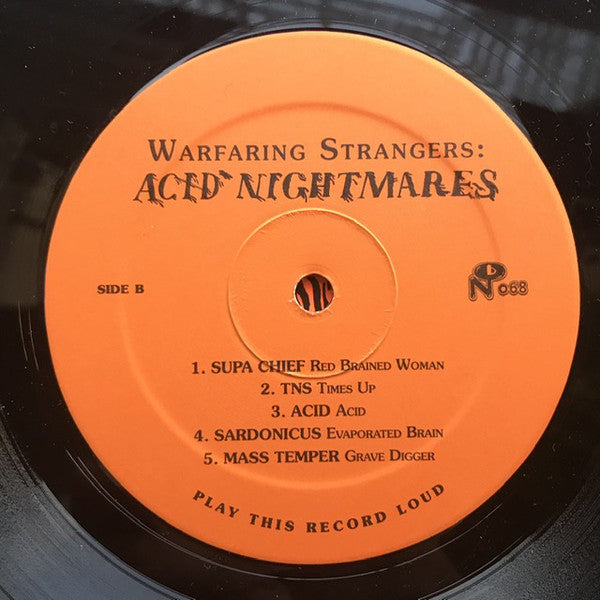 WARFARING STRANGERS:
ACID NIGHTMARES
SIDE B
N 068
1. SUPA CHIEF RED BRAINED WOMAN
2. TNS TIMES UP
3. ACID ACID
4. SARDONICUS EVAPORATED BRAIN
5. MASS TEMPER GRAVE DIGGER
PLAY THIS RECORD LOUD